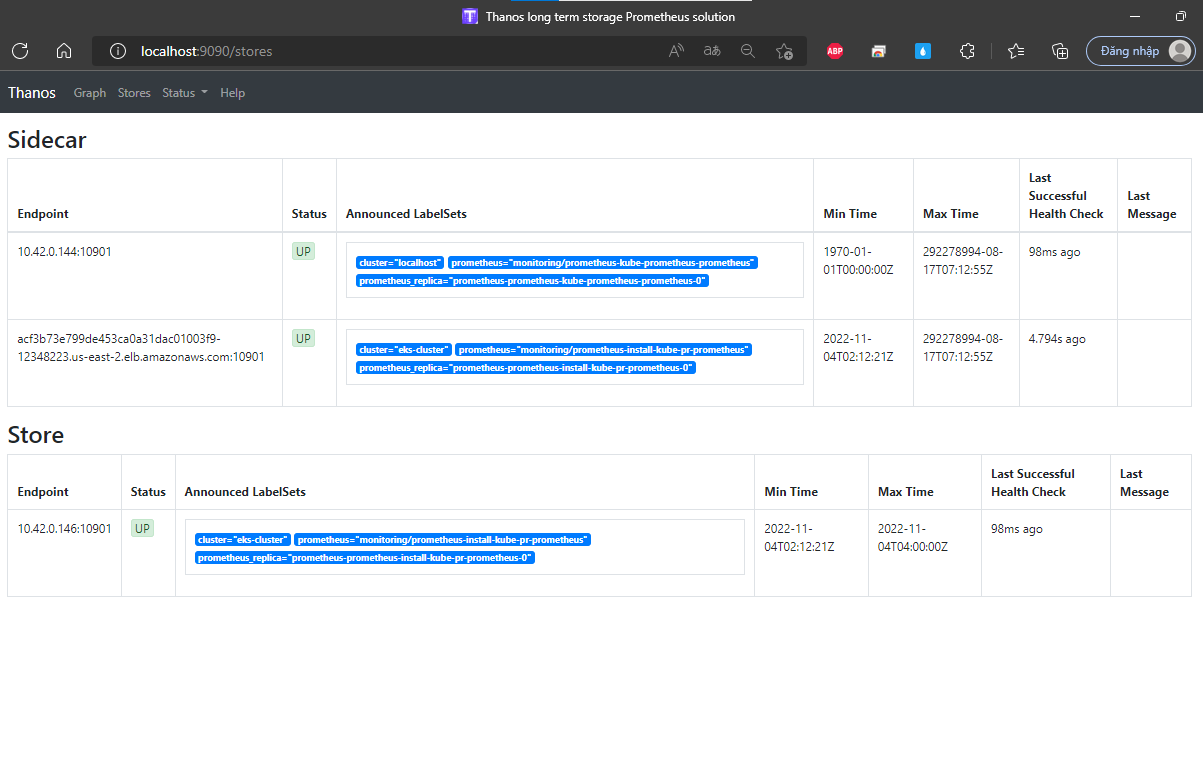 Thanos long term storage Prometheus solution
localhost:9090/stores
A
aあ
ABP
Đăng nhập
Thanos Graph Stores Status Help
Sidecar
Endpoint Status Announced LabelSets Min Time Max Time Last Successful Health Check Last Message
10.42.0.144:10901 UP cluster="localhost" prometheus="monitoring/prometheus-kube-prometheus-prometheus" 1970-01- 292278994-08- 98ms ago
prometheus_replica="prometheus-prometheus-kube-prometheus-prometheus-0" 01T00:00:00Z 17T07:12:55Z
acf3b73e799de453ca0a31dac01003f9- UP cluster="eks-cluster" prometheus="monitoring/prometheus-install-kube-pr-prometheus" 2022-11- 292278994-08- 4.794s ago
12348223.us-east-2.elb.amazonaws.com:10901 prometheus_replica="prometheus-prometheus-install-kube-pr-prometheus-0" 04T02:12:21Z 17T07:12:55Z
Store
Endpoint Status Announced LabelSets Min Time Max Time Last Successful Health Check Last Message
10.42.0.146:10901 UP cluster="eks-cluster" prometheus="monitoring/prometheus-install-kube-pr-prometheus" 2022-11- 2022-11- 98ms ago
prometheus_replica="prometheus-prometheus-install-kube-pr-prometheus-0" 04T02:12:21Z 04T04:00:00Z